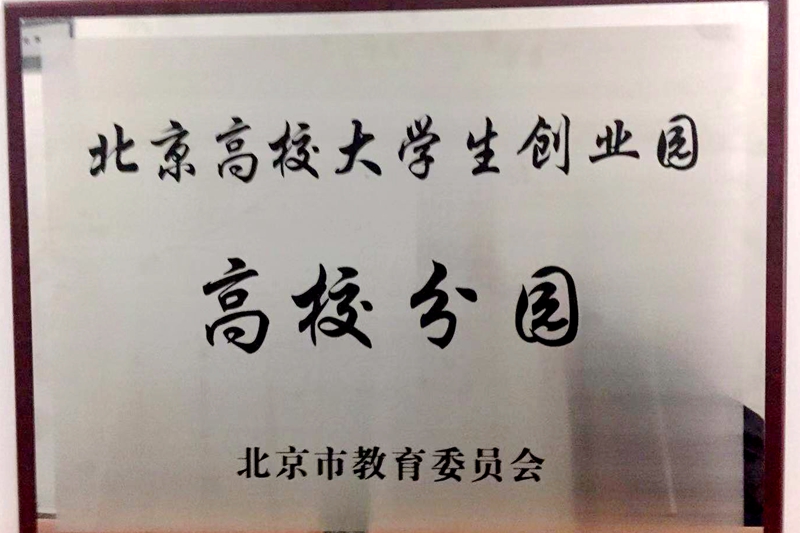 北京高校大学生创业园
高校分园
北京市教育委员会